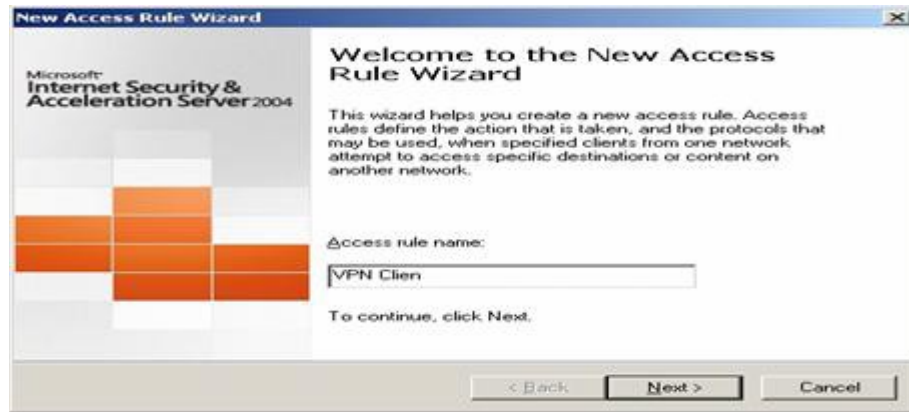 New Access Rule Wizard
Microsoft
Internet Security &
Acceleration Server 2004
Welcome to the New Access
Rule Wizard
This wizard helps you create a new access rule. Access
rules define the action that is taken, and the protocols that
may be used, when specified clients from one network
attempt to access specific destinations or content on
another network.
Access rule name:
VPN Clien
To continue, click Next.
< Back
Next >
Cancel